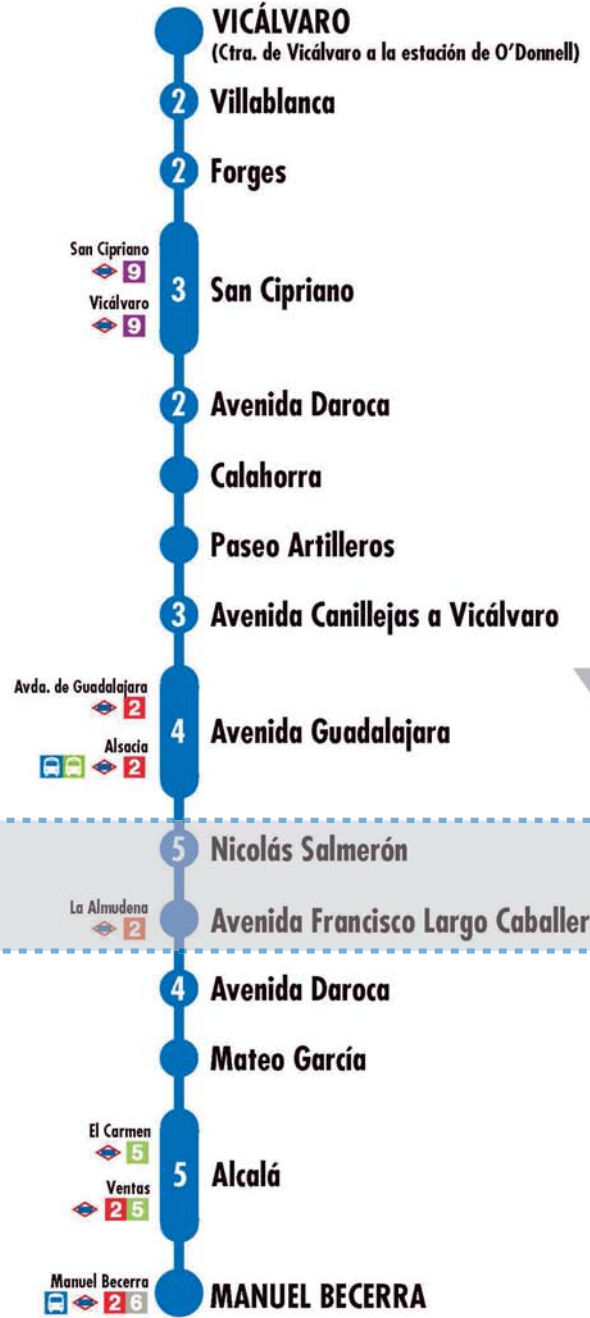 VICÁLVARO
(Ctra. de Vicálvaro a la estación de O'Donnell)
2 Villablanca
2 Forges
San Cipriano
9
Vicálvaro
9
3 San Cipriano
2 Avenida Daroca
Calahorra
Paseo Artilleros
3 Avenida Canillejas a Vicálvaro
Avda. de Guadalajara
2
Alsacia
2
4 Avenida Guadalajara
5 Nicolás Salmerón
La Almudena
2
Avenida Francisco Largo Caballer
4 Avenida Daroca
Mateo García
El Carmen
5
Ventas
2 5
5 Alcalá
Manuel Becerra
2 6
MANUEL BECERRA